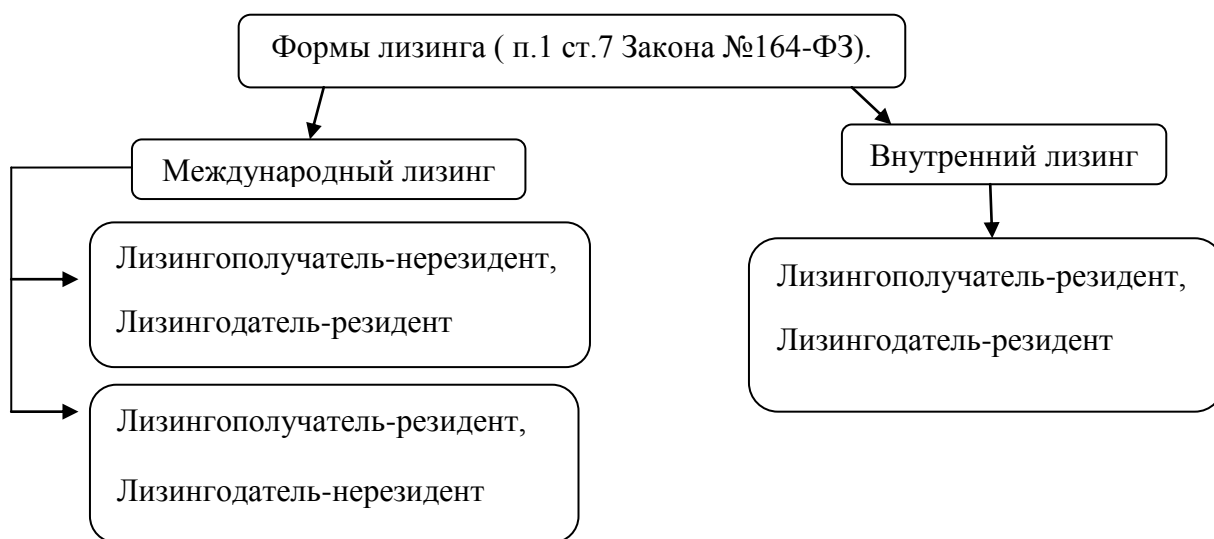 Формы лизинга ( п.1 ст.7 Закона №164-ФЗ).
Международный лизинг
Внутренний лизинг
Лизингополучатель-нерезидент,
Лизингодатель-резидент
Лизингополучатель-резидент,
Лизингодатель-нерезидент
Лизингополучатель-резидент,
Лизингодатель-резидент